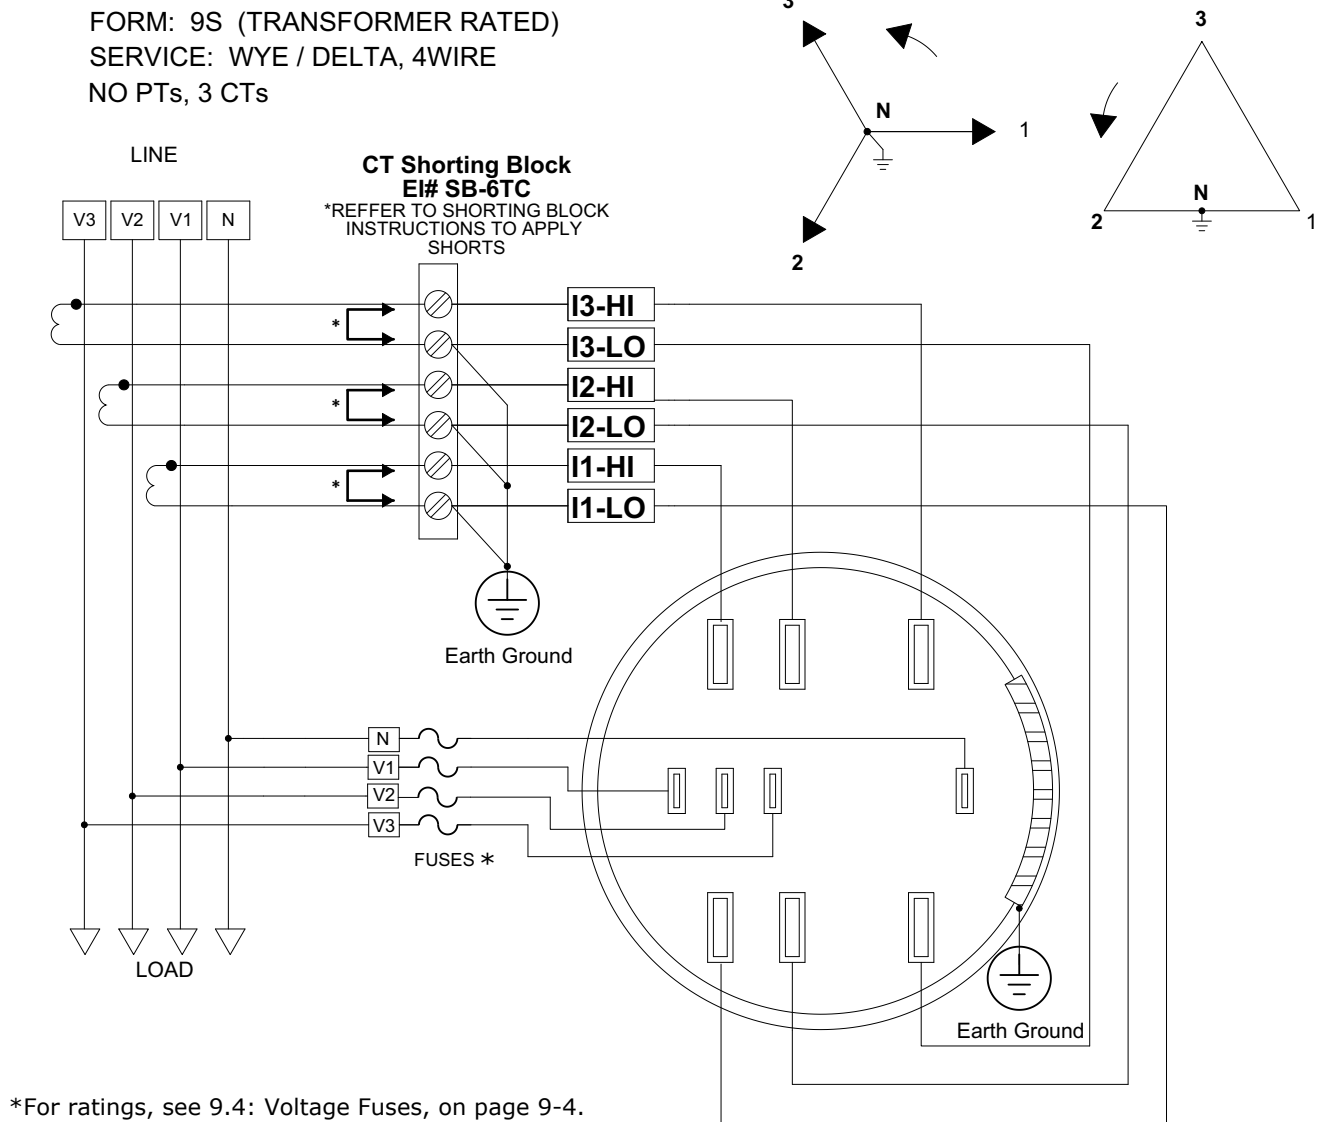 FORM: 9S (TRANSFORMER RATED)
SERVICE: WYE / DELTA, 4WIRE
NO PTs, 3 CTs
3
N
1
2
3
N
2
1
LINE
V3
V2
V1
N
CT Shorting Block
EI# SB-6TC
*REFFER TO SHORTING BLOCK
INSTRUCTIONS TO APPLY
SHORTS
*
I3-HI
I3-LO
*
I2-HI
I2-LO
*
I1-HI
I1-LO
Earth Ground
N
V1
V2
V3
FUSES *
LOAD
Earth Ground
*For ratings, see 9.4: Voltage Fuses, on page 9-4.